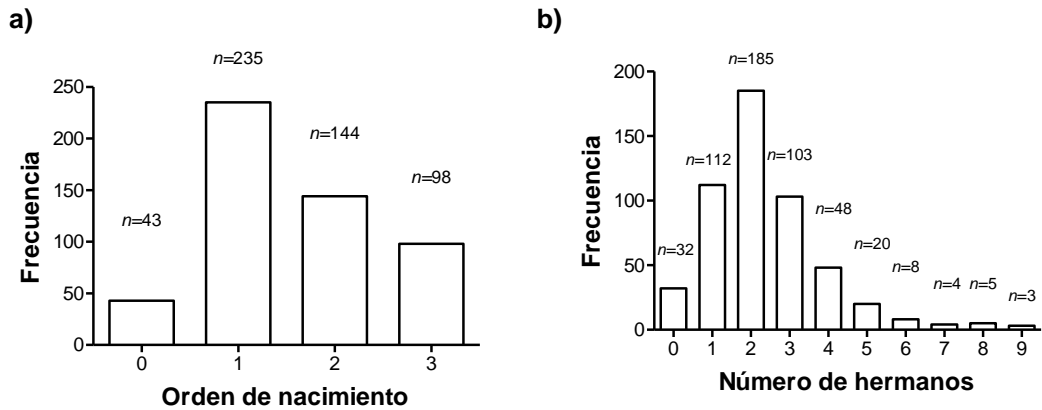 a)
n=235
n=144
n=98
n=43
Frecuencia
250
200
150
100
50
0
0 1 2 3
Orden de nacimiento
b)
n=185
n=112
n=103
n=48
n=32
n=20
n=8
n=4
n=5
n=3
Frecuencia
200
150
100
50
0
0 1 2 3 4 5 6 7 8 9
Número de hermanos